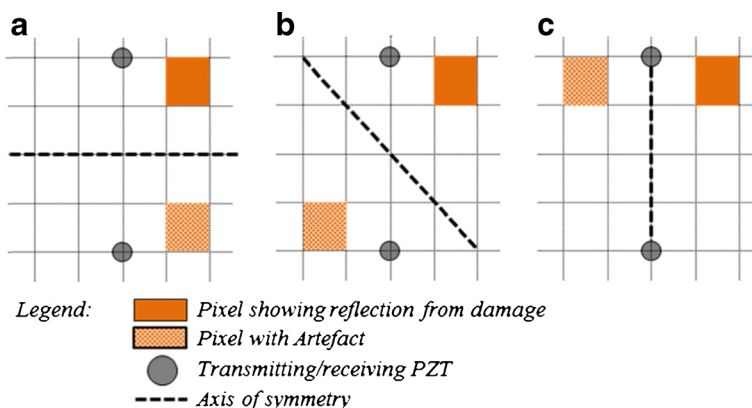 a b c
Legend:
Pixel showing reflection from damage
Pixel with Artefact
Transmitting/receiving PZT
Axis of symmetry